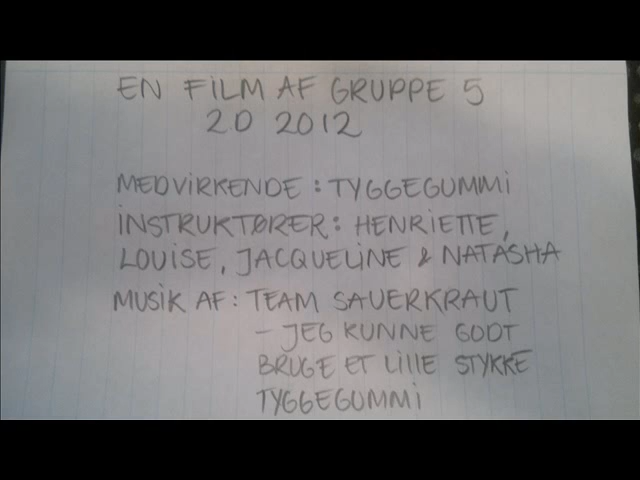 EN FiLM AF GRUPPE 5
2D 2012
MEDViRKENDE : TYGGEGUMMi
iNSTRUKTØRER : HENRiETTE,
LOUiSE, JACQUELiNE & NATASHA
MUSiK AF : TEAM SAUERKRAUT
– JEG KUNNE GODT
BRUGE ET LiLLE STYKKE
TYGGEGUMMi